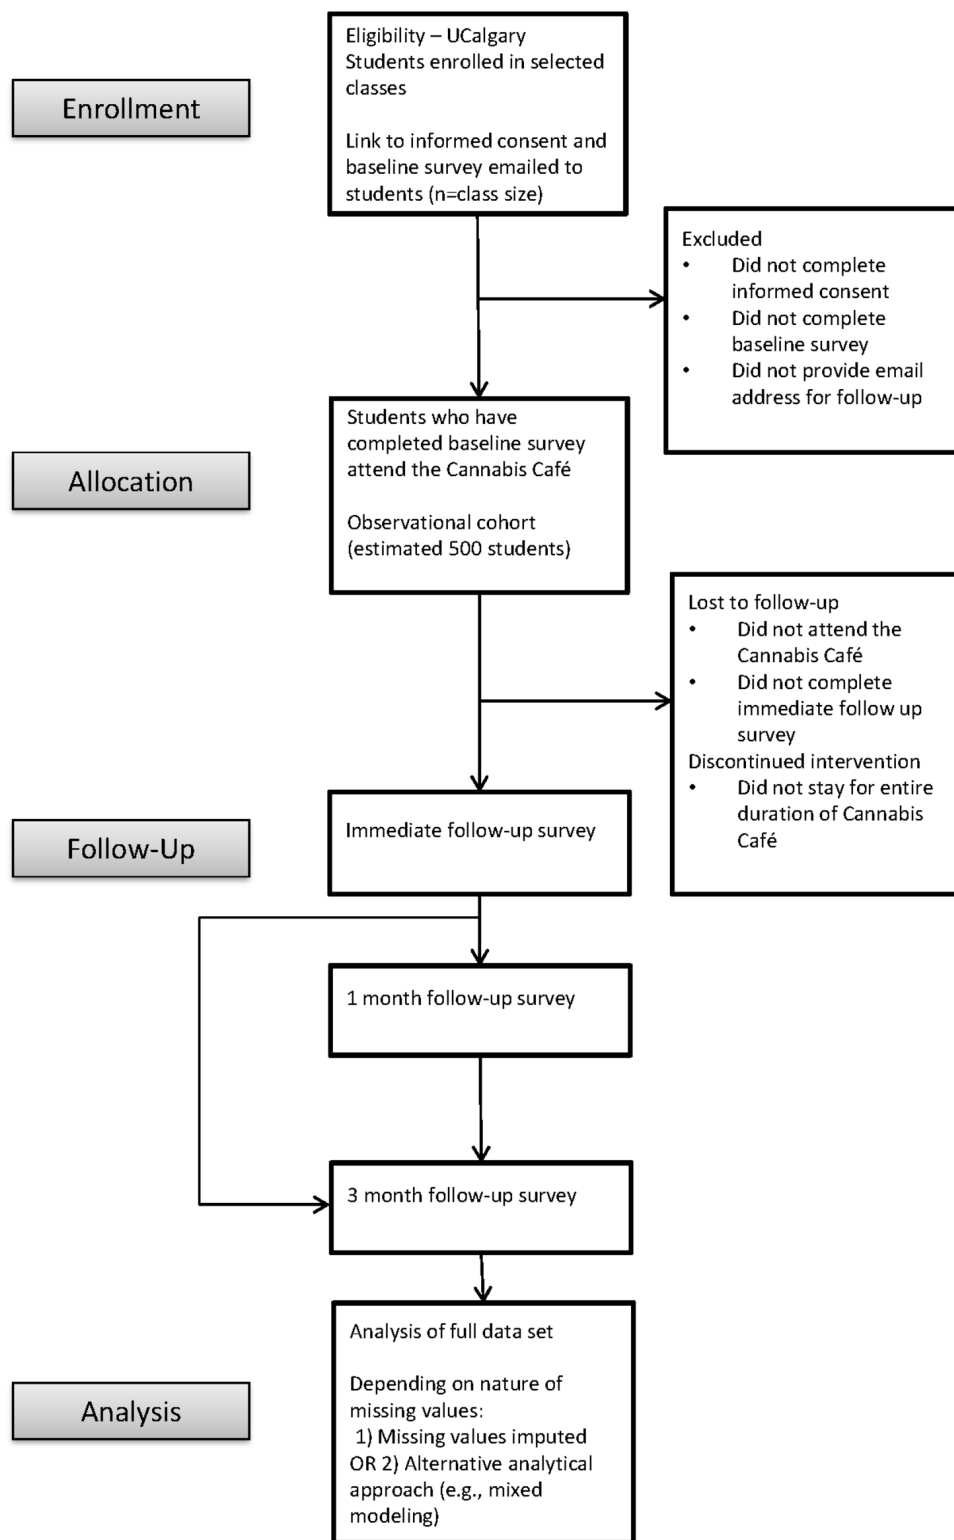 Enrollment
Eligibility – UCalgary
Students enrolled in selected
classes
Link to informed consent and
baseline survey emailed to
students (n=class size)
Excluded
• Did not complete
informed consent
• Did not complete
baseline survey
• Did not provide email
address for follow-up
Allocation
Students who have
completed baseline survey
attend the Cannabis Café
Observational cohort
(estimated 500 students)
Lost to follow-up
• Did not attend the
Cannabis Café
• Did not complete
immediate follow up
survey
Discontinued intervention
• Did not stay for entire
duration of Cannabis
Café
Follow-Up
Immediate follow-up survey
1 month follow-up survey
3 month follow-up survey
Analysis
Analysis of full data set
Depending on nature of
missing values:
1) Missing values imputed
OR 2) Alternative analytical
approach (e.g., mixed
modeling)